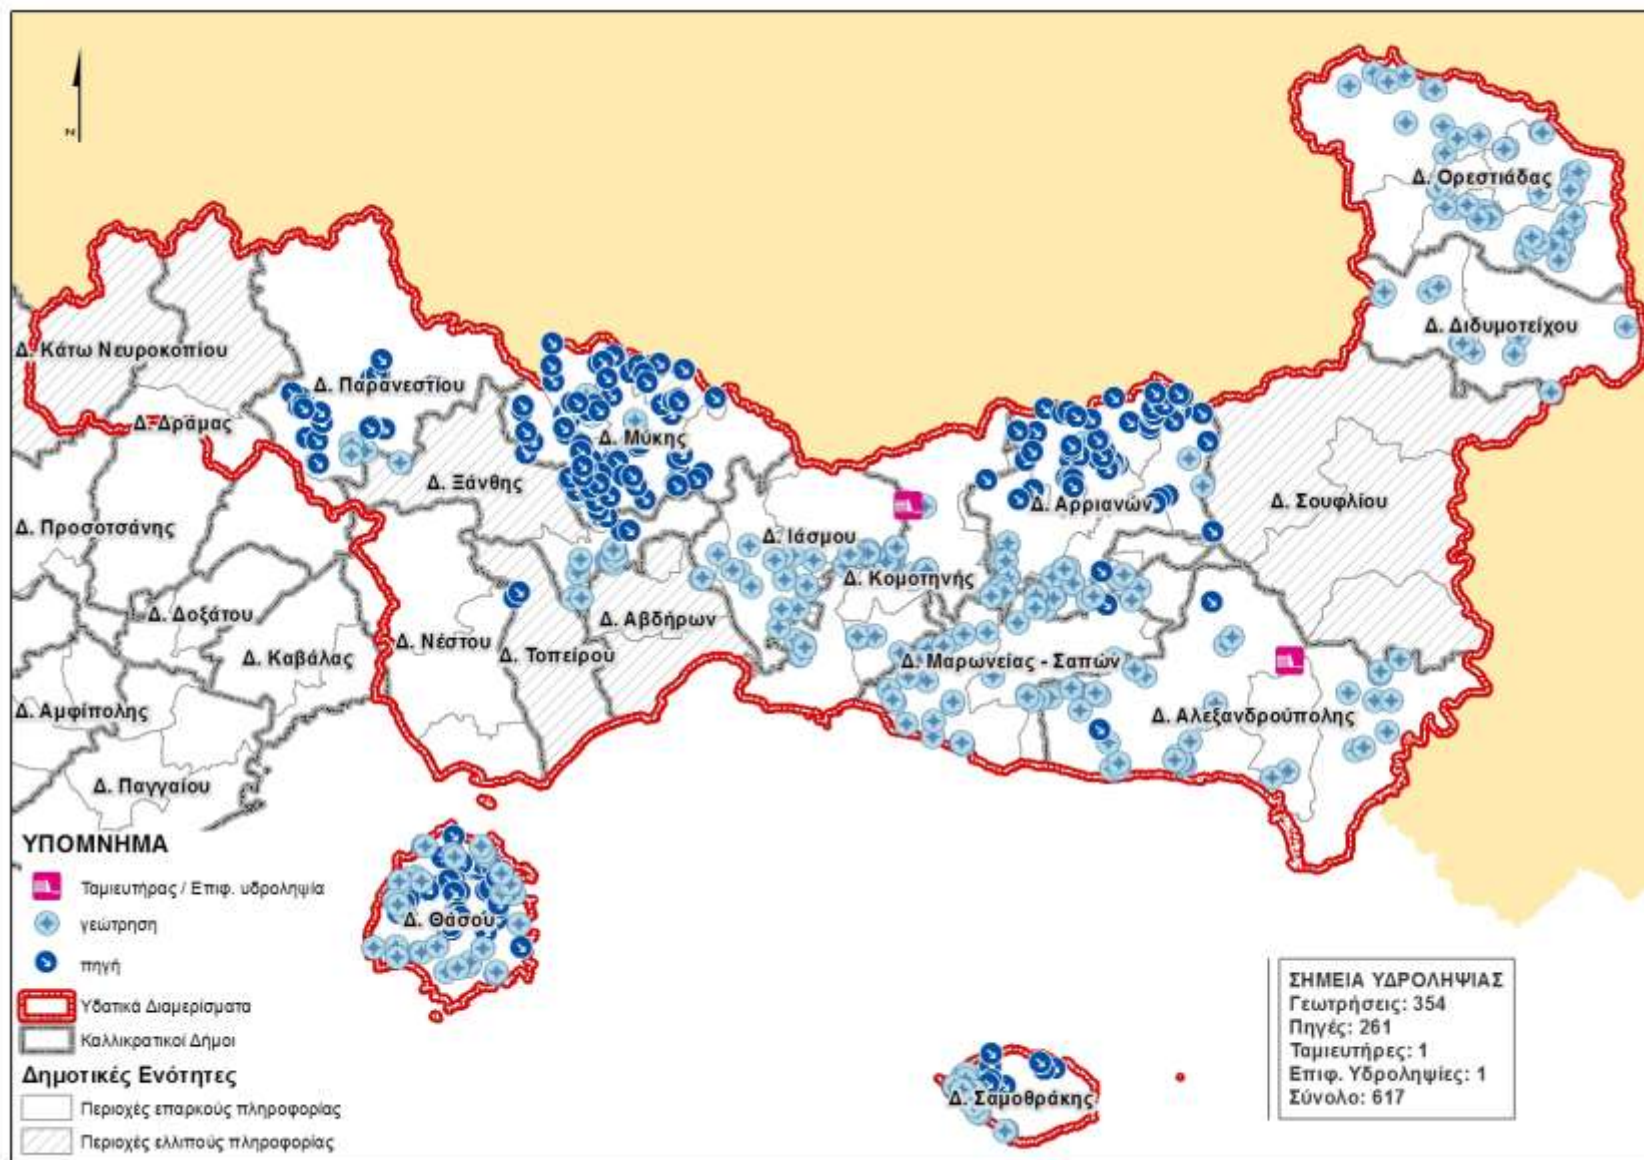 Z
Δ. Ορεστιάδας
Δ. Διδυμοτείχου
Δ. Κάτω Νευροκοπίου
Δ. Παρανεστίου
Δ. Δράμας
Δ. Μύκης
Δ. Ξάνθης
Δ. Σουφλίου
Δ. Αρριανών
Δ. Προσοτσάνης
Δ. Ιάσμου
Δ. Κομοτηνής
Δ. Δοξάτου
Δ. Αβδήρων
Δ. Νέστου
Δ. Τοπείρου
Δ. Καβάλας
Δ. Μαρωνείας - Σαπών
Δ. Αμφίπολης
Δ. Αλεξανδρούπολης
Δ. Παγγαίου
Δ. Θάσου
Δ. Σαμοθράκης
ΥΠΟΜΝΗΜΑ
Ταμιευτήρας / Επιφ. υδροληψία
γεώτρηση
πηγή
Υδατικά Διαμερίσματα
Καλλικρατικοί Δήμοι
Δημοτικές Ενότητες
Περιοχές επαρκούς πληροφορίας
Περιοχές ελλιπούς πληροφορίας
ΣΗΜΕΙΑ ΥΔΡΟΛΗΨΙΑΣ
Γεωτρήσεις: 354
Πηγές: 261
Ταμιευτήρες: 1
Επιφ. Υδροληψίες: 1
Σύνολο: 617